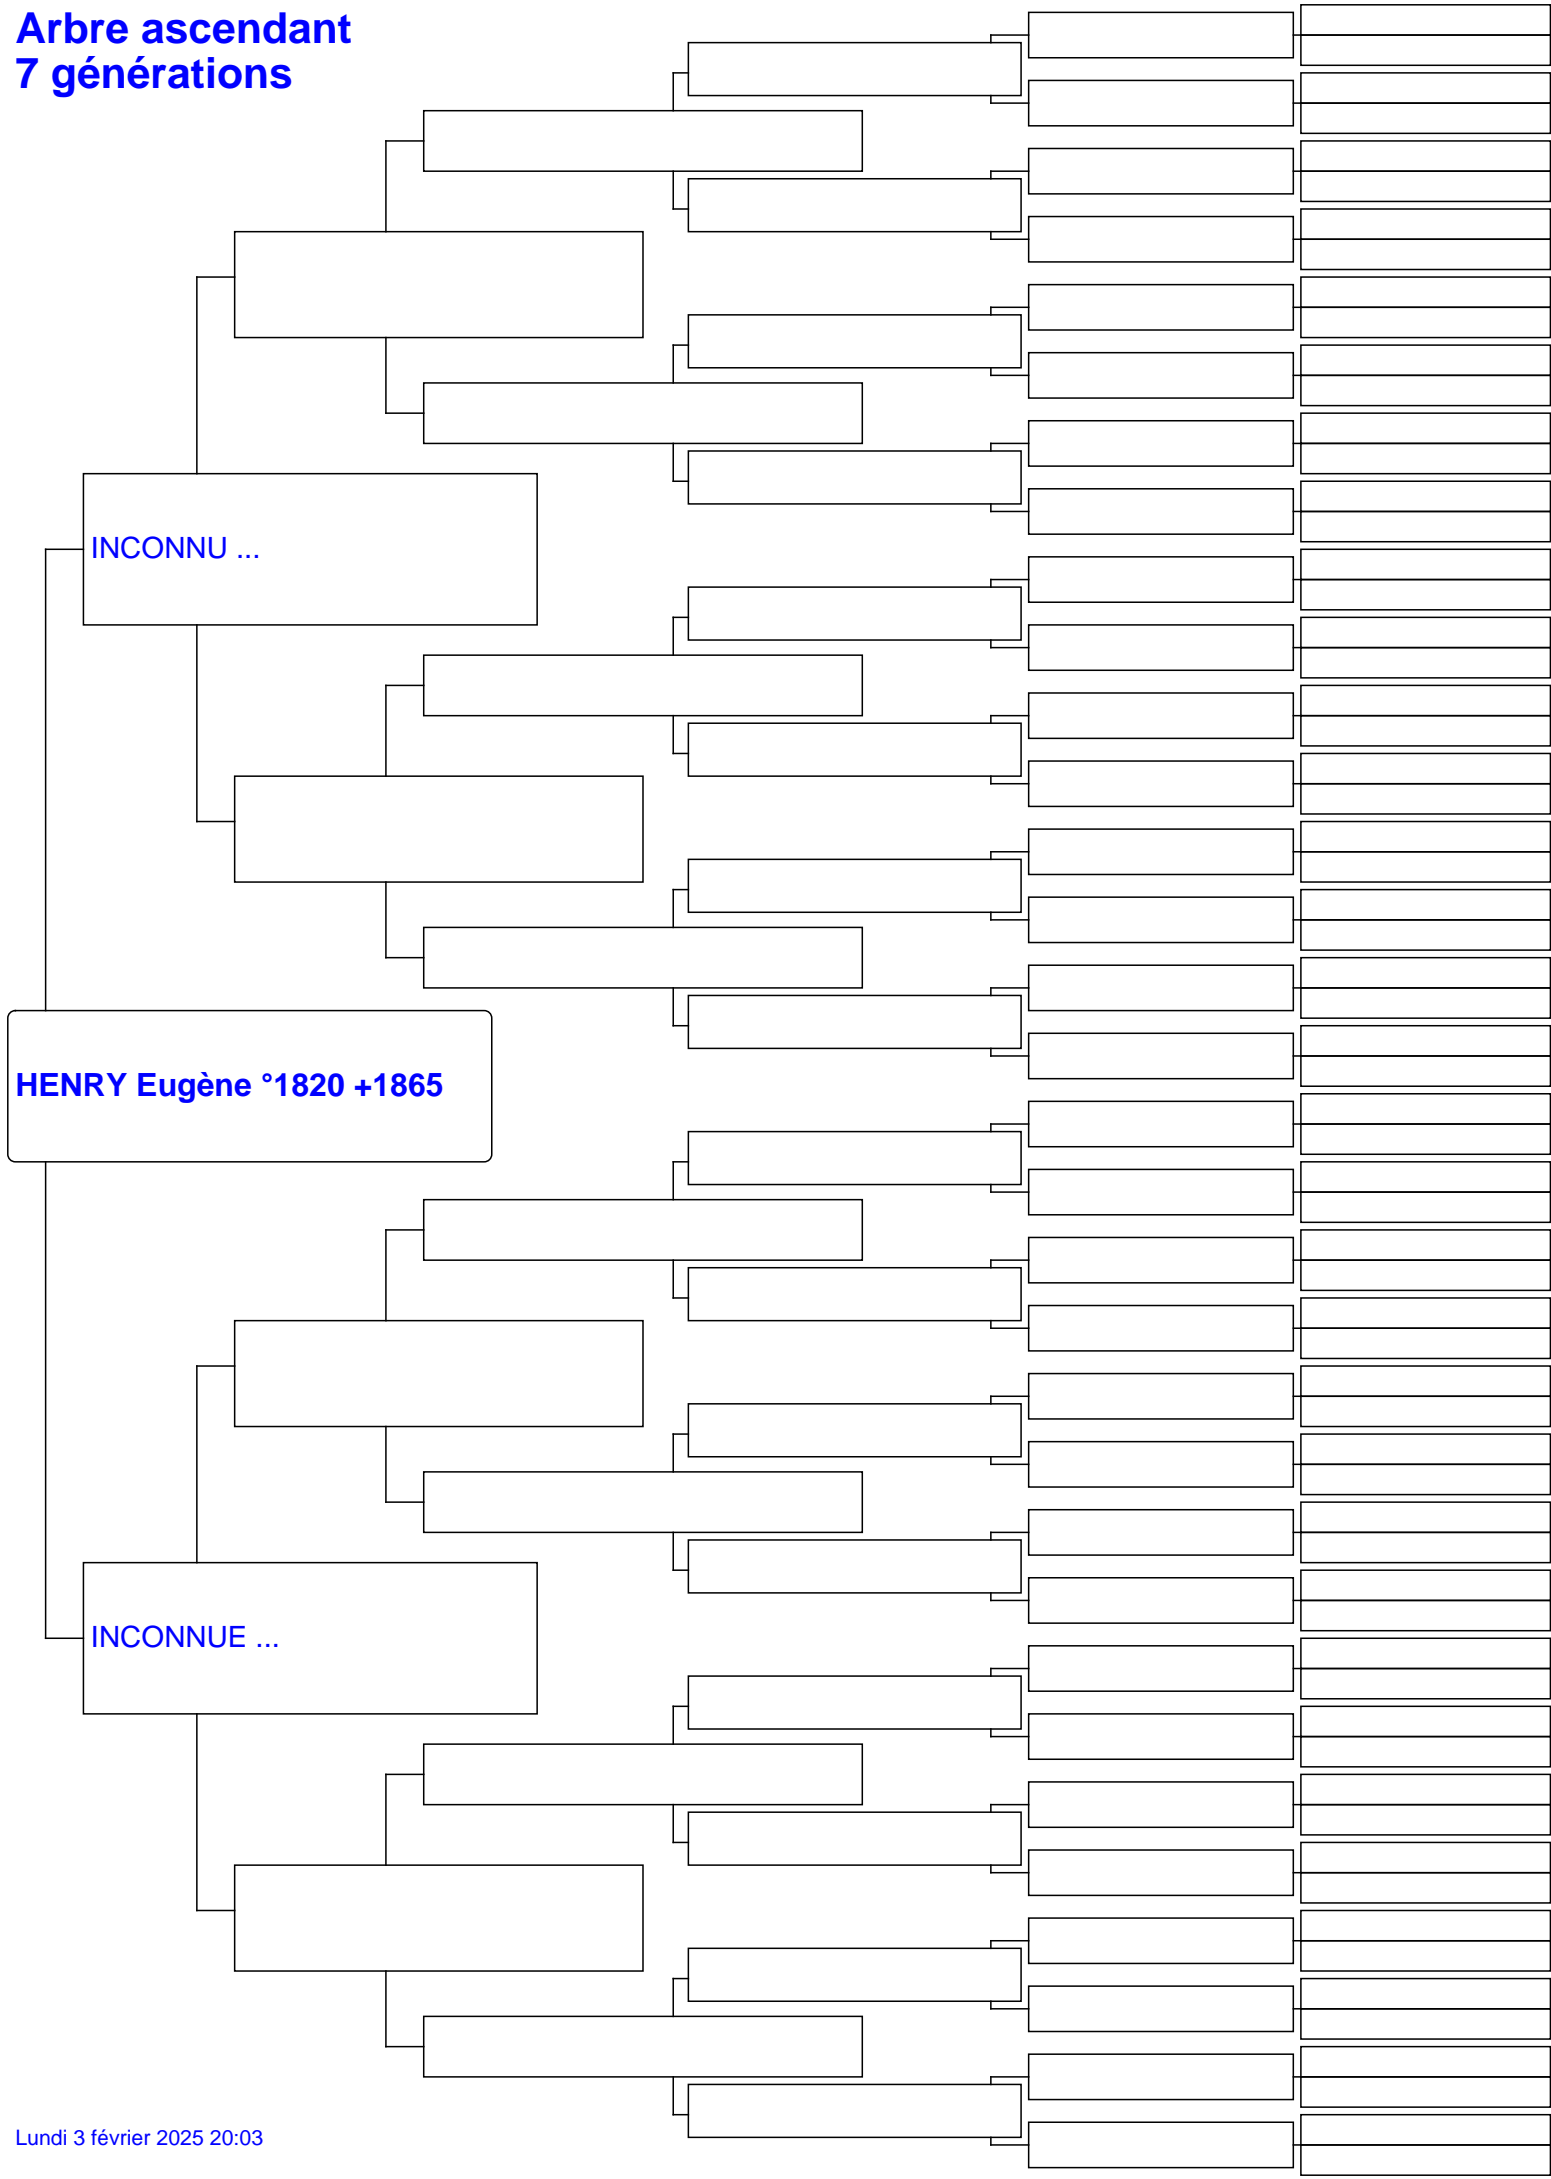 Arbre ascendant
7 générations
INCONNU ...
HENRY Eugène °1820 +1865
INCONNUE ...
Lundi 3 février 2025 20:03